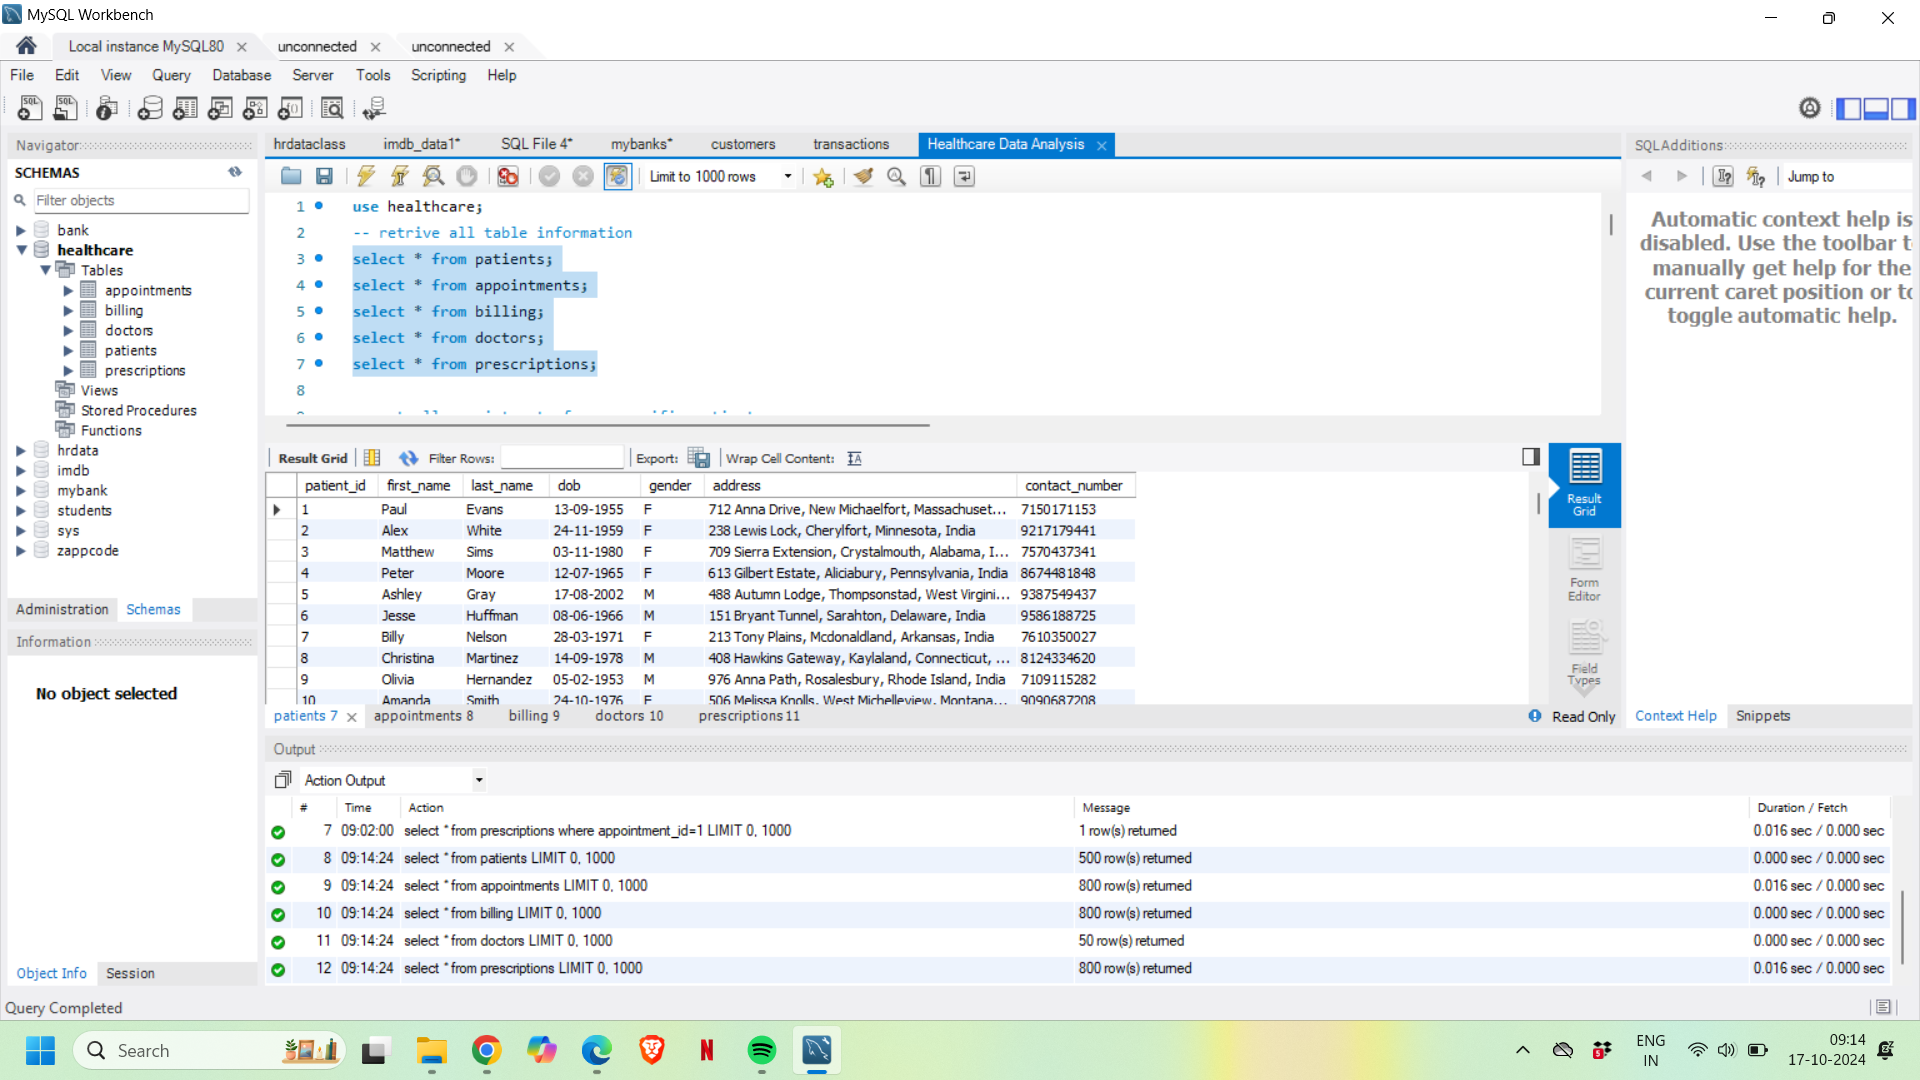 MySQL Workbench
Local instance MySQL80
unconnected
unconnected
File Edit View Query Database Server Tools Scripting Help
Navigator
SCHEMAS
Filter objects
bank
healthcare
Tables
appointments
billing
doctors
patients
prescriptions
Views
Stored Procedures
Functions
hrdata
imdb
mybank
students
sys
zappcode
Administration Schemas
Information
No object selected
Object Info Session
hrdataclass imdb_data1* SQL File 4* mybanks* customers transactions Healthcare Data Analysis
Limit to 1000 rows
1 use healthcare;
2 -- retrive all table information
3 select * from patients;
4 select * from appointments;
5 select * from billing;
6 select * from doctors;
7 select * from prescriptions;
8
Result Grid Filter Rows: Export: Wrap Cell Content:
patient_id first_name last_name dob gender address contact_number
1 Paul Evans 13-09-1955 F 712 Anna Drive, New Michaelfort, Massachuset... 7150171153
2 Alex White 24-11-1959 F 238 Lewis Lock, Cherylfort, Minnesota, India 9217179441
3 Matthew Sims 03-11-1980 F 709 Sierra Extension, Crystalmouth, Alabama, I... 7570437341
4 Peter Moore 12-07-1965 F 613 Gilbert Estate, Aliciabury, Pennsylvania, India 8674481848
5 Ashley Gray 17-08-2002 M 488 Autumn Lodge, Thompsonstad, West Virgini... 9387549437
6 Jesse Huffman 08-06-1966 M 151 Bryant Tunnel, Sarahton, Delaware, India 9586188725
7 Billy Nelson 28-03-1971 F 213 Tony Plains, Mcdonaldland, Arkansas, India 7610350027
8 Christina Martinez 14-09-1978 M 408 Hawkins Gateway, Kaylaland, Connecticut, ... 8124334620
9 Olivia Hernandez 05-02-1953 M 976 Anna Path, Rosalesbury, Rhode Island, India 7109115282
10 Amanda Smith 24-10-1976 F 506 Melissa Knolls, West Michelleview, Montana... 9090687208
Result Grid
Form Editor
Field Types
patients 7 appointments 8 billing 9 doctors 10 prescriptions 11
Read Only
SQLAdditions
Jump to
Automatic context help is
disabled. Use the toolbar t
manually get help for the
current caret position or to
toggle automatic help.
Context Help Snippets
Output
Action Output
# Time Action Message Duration / Fetch
7 09:02:00 select * from prescriptions where appointment_id=1 LIMIT 0, 1000 1 row(s) returned 0.016 sec / 0.000 sec
8 09:14:24 select * from patients LIMIT 0, 1000 500 row(s) returned 0.000 sec / 0.000 sec
9 09:14:24 select * from appointments LIMIT 0, 1000 800 row(s) returned 0.016 sec / 0.000 sec
10 09:14:24 select * from billing LIMIT 0, 1000 800 row(s) returned 0.000 sec / 0.000 sec
11 09:14:24 select * from doctors LIMIT 0, 1000 50 row(s) returned 0.000 sec / 0.000 sec
12 09:14:24 select * from prescriptions LIMIT 0, 1000 800 row(s) returned 0.016 sec / 0.000 sec
Query Completed
Search
ENG
IN
09:14
17-10-2024